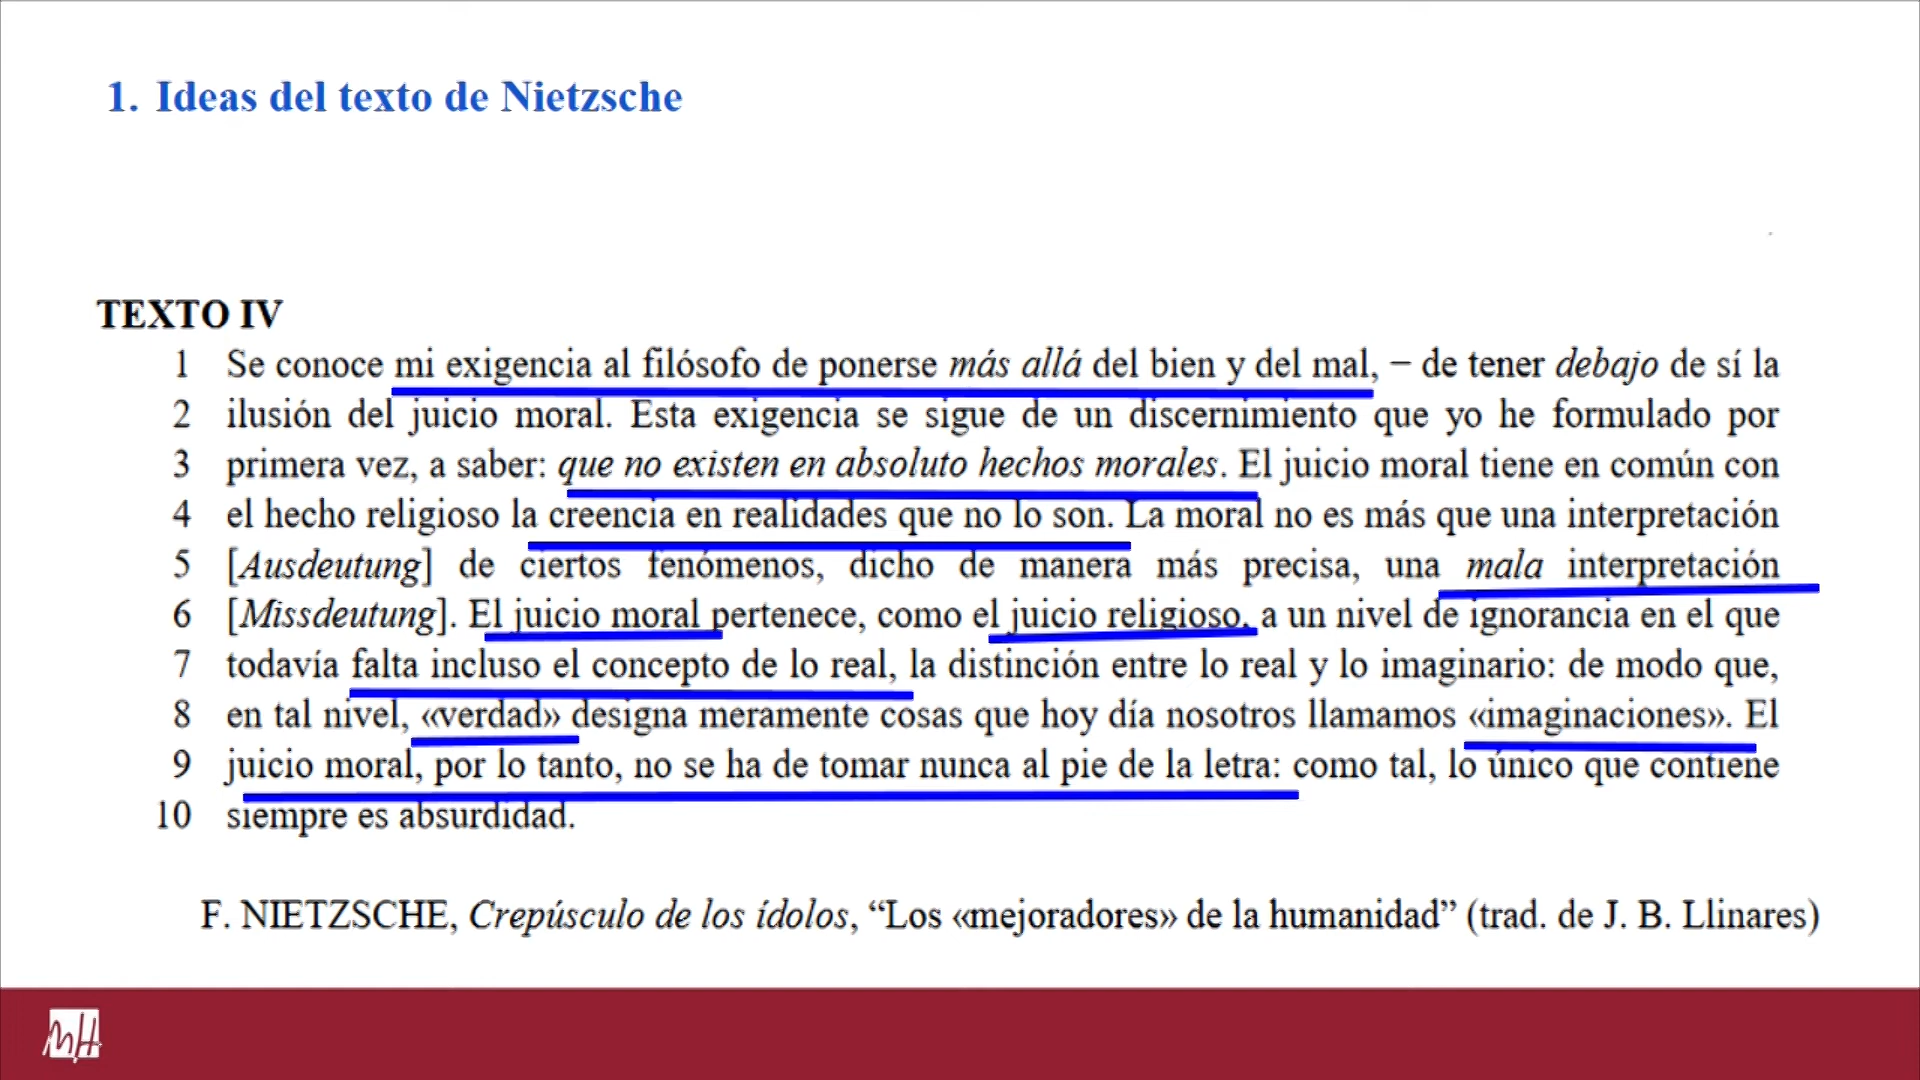 1. Ideas del texto de Nietzsche
TEXTO IV
1 Se conoce mi exigencia al filósofo de ponerse más allá del bien y del mal, – de tener debajo de sí la
2 ilusión del juicio moral. Esta exigencia se sigue de un discernimiento que yo he formulado por
3 primera vez, a saber: que no existen en absoluto hechos morales. El juicio moral tiene en común con
4 el hecho religioso la creencia en realidades que no lo son. La moral no es más que una interpretación
5 [Ausdeutung] de ciertos fenómenos, dicho de manera más precisa, una mala interpretación
6 [Missdeutung]. El juicio moral pertenece, como el juicio religioso, a un nivel de ignorancia en el que
7 todavía falta incluso el concepto de lo real, la distinción entre lo real y lo imaginario: de modo que,
8 en tal nivel, «verdad» designa meramente cosas que hoy día nosotros llamamos «imaginaciones». El
9 juicio moral, por lo tanto, no se ha de tomar nunca al pie de la letra: como tal, lo único que contiene
10 siempre es absurdidad.
F. NIETZSCHE, Crepúsculo de los ídolos, “Los «mejoradores» de la humanidad” (trad. de J. B. Llinares)
MH